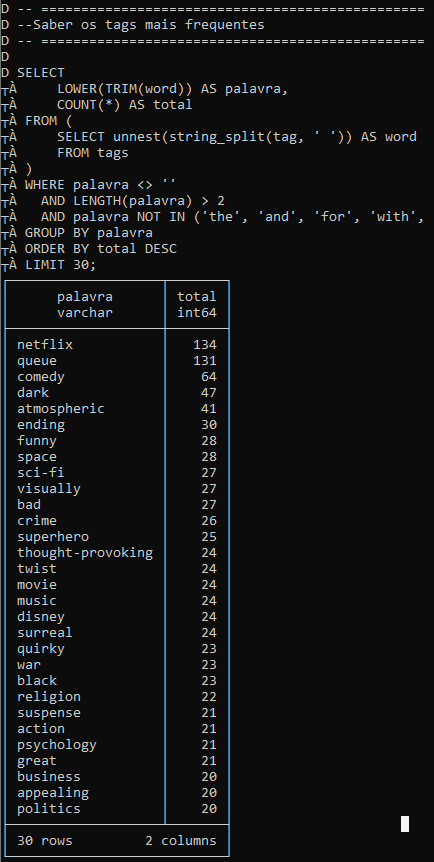 D -- ===============================================
D --Saber os tags mais frequentes
D -- ===============================================
D
D SELECT
┬À     LOWER(TRIM(word)) AS palavra,
┬À     COUNT(*) AS total
┬À FROM (
┬À     SELECT unnest(string_split(tag, ' ')) AS word
┬À     FROM tags
┬À )
┬À WHERE palavra <> ''
┬À   AND LENGTH(palavra) > 2
┬À   AND palavra NOT IN ('the', 'and', 'for', 'with',
┬À GROUP BY palavra
┬À ORDER BY total DESC
┬À LIMIT 30;
palavra total
varchar int64
netflix 134
queue 131
comedy 64
dark 47
atmospheric 41
ending 30
funny 28
space 28
sci-fi 27
visually 27
bad 27
crime 26
superhero 25
thought-provoking 24
twist 24
movie 24
music 24
disney 24
surreal 24
quirky 23
war 23
black 23
religion 22
suspense 21
action 21
psychology 21
great 21
business 20
appealing 20
politics 20
30 rows 2 columns